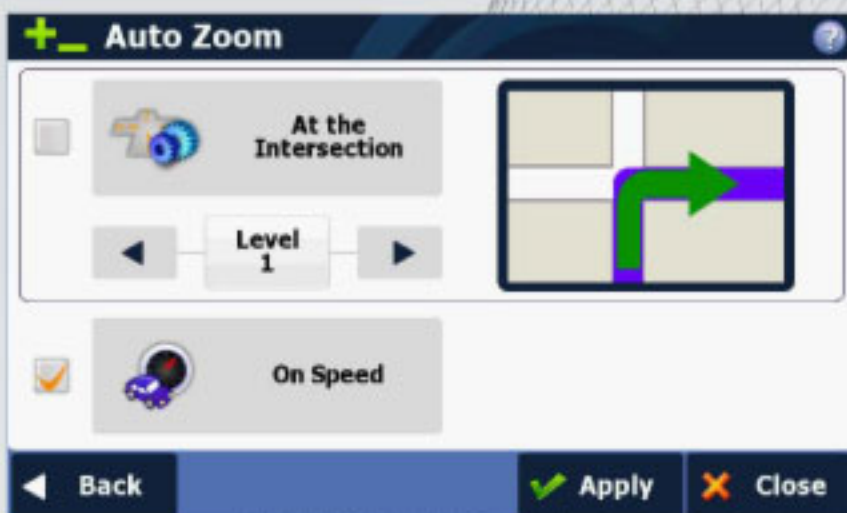 Auto Zoom
?
At the
Intersection
Level
1
On Speed
Back
Apply
Close